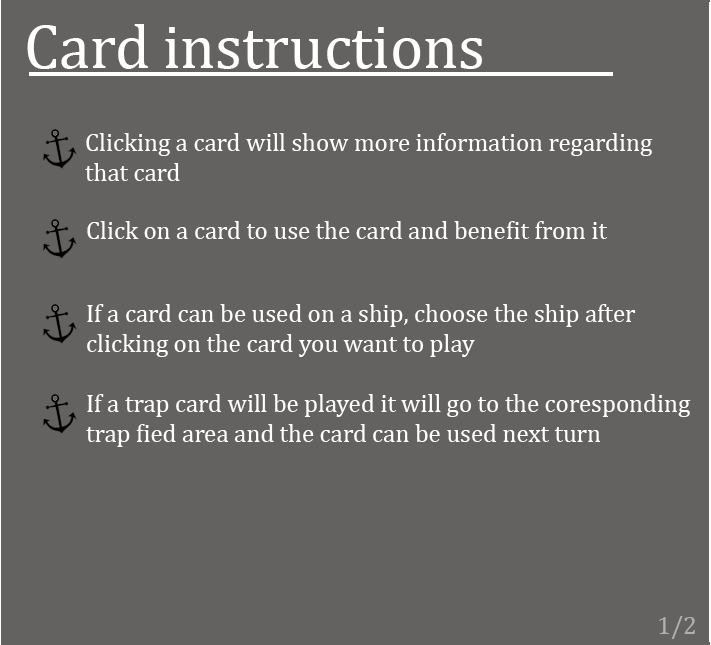 Card instructions
Clicking a card will show more information regarding
that card
Click on a card to use the card and benefit from it
If a card can be used on a ship, choose the ship after
clicking on the card you want to play
If a trap card will be played it will go to the coresponding
trap fied area and the card can be used next turn
1/2